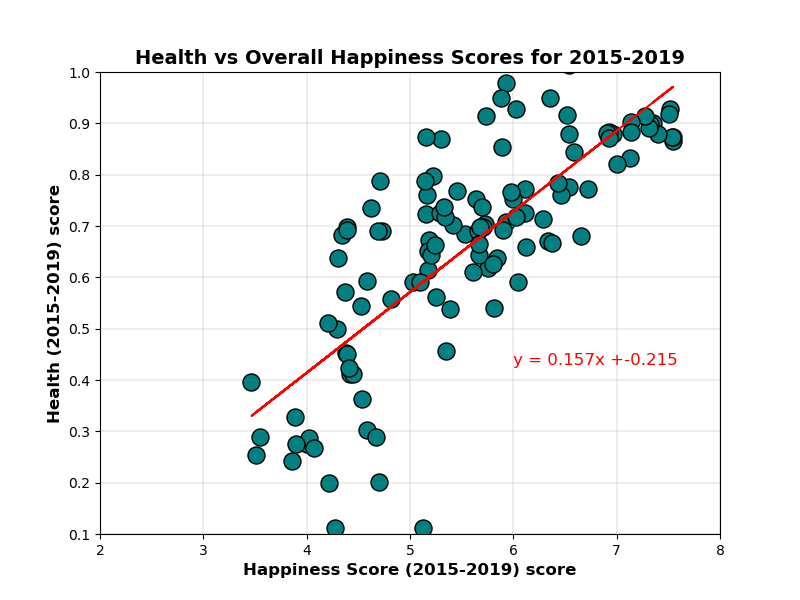 Health vs Overall Happiness Scores for 2015-2019
1.0
0.9
0.8
0.7
0.6
0.5
0.4
0.3
0.2
0.1
Health (2015-2019) score
y = 0.157x +-0.215
2 3 4 5 6 7 8
Happiness Score (2015-2019) score